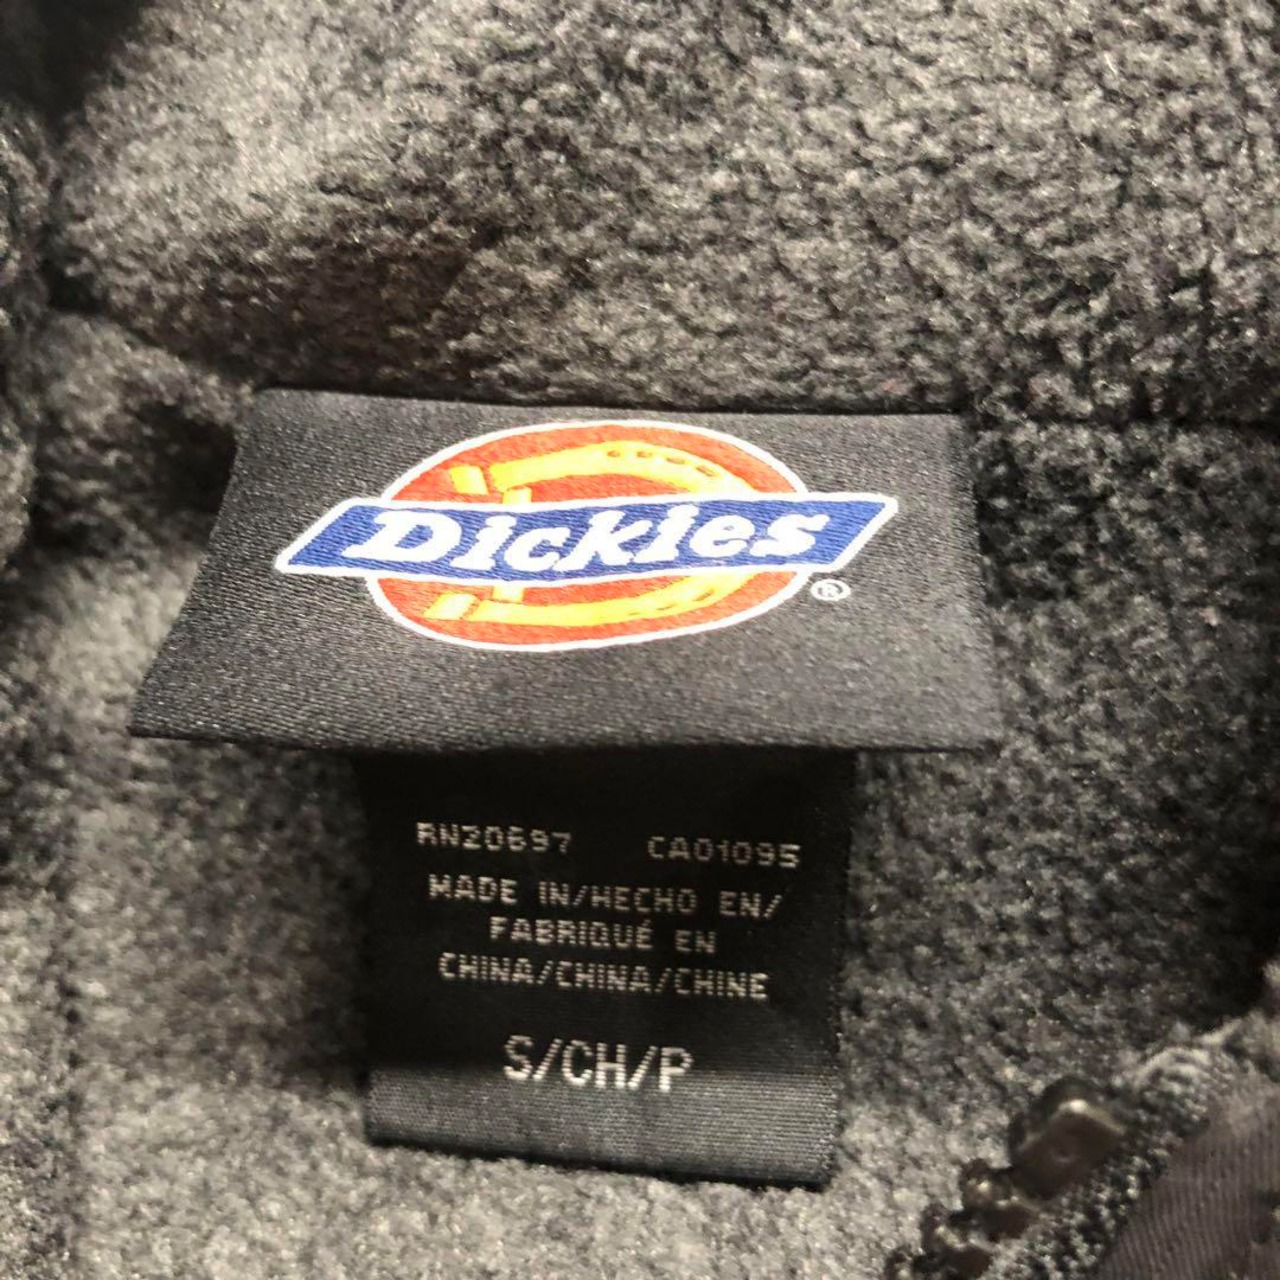 Dickies
®
RN20697 CA01095
MADE IN/HECHO EN/
FABRIQUÉ EN
CHINA/CHINA/CHINE
S/CH/P